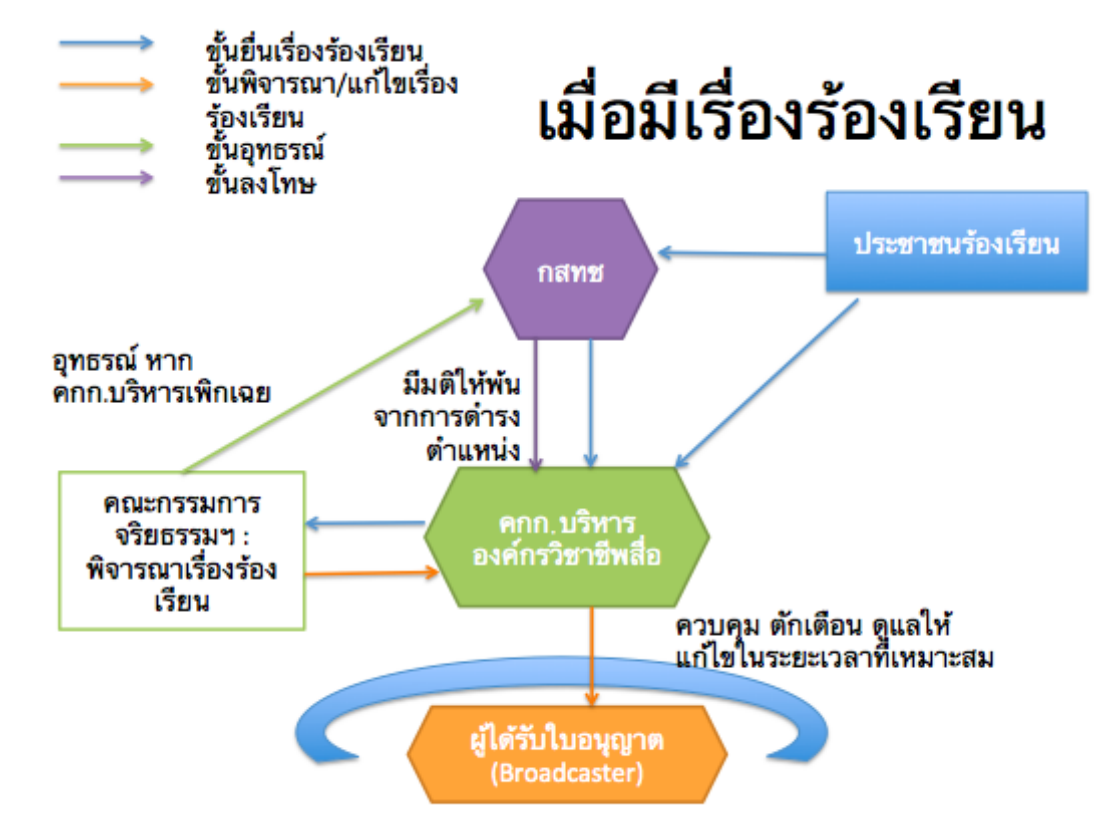 ขั้นยื่นเรื่องร้องเรียน
ขั้นพิจารณา/แก้ไขเรื่อง
ร้องเรียน
ขั้นอุทธรณ์
ขั้นลงโทษ
เมื่อมีเรื่องร้องเรียน
กสทช
ประชาชนร้องเรียน
อุทธรณ์ หาก
คกก.บริหารเพิกเฉย
มีมติให้พ้น
จากการดำรง
ตำแหน่ง
คณะกรรมการ
จริยธรรมฯ :
พิจารณาเรื่องร้อง
เรียน
คกก.บริหาร
องค์กรวิชาชีพสื่อ
ควบคุม ตักเตือน ดูแลให้
แก้ไขในระยะเวลาที่เหมาะสม
ผู้ได้รับใบอนุญาต
(Broadcaster)